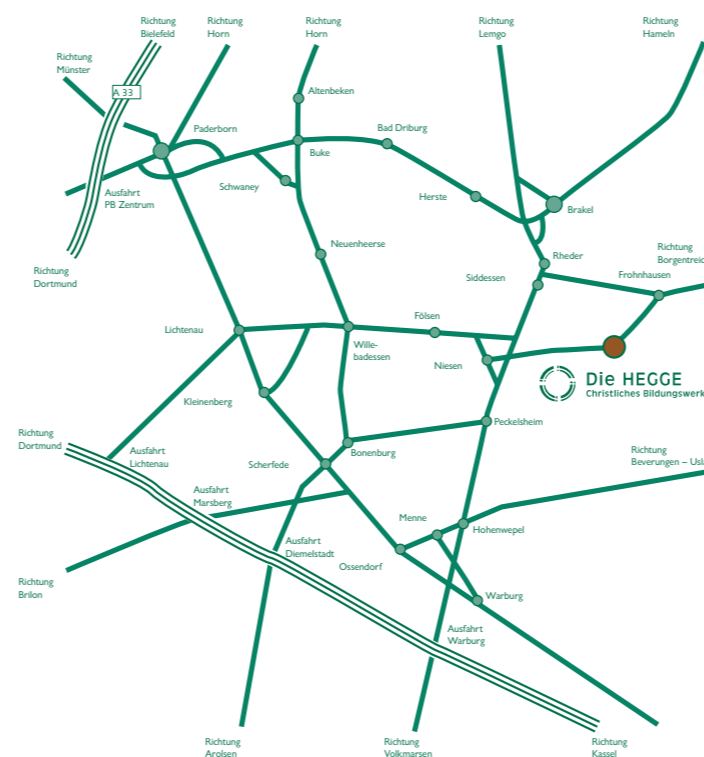 Richtung
Bielefeld
Richtung
Horn
Richtung
Horn
Richtung
Lemgo
Richtung
Hameln
Richtung
Münster
A 33
Altenbeken
Paderborn
Bad Driburg
Buke
Schwaney
Ausfahrt
PB Zentrum
Herste
Brakel
Neuenheerse
Rheder
Richtung
Borgentreic
Richtung
Dortmund
Siddessen
Frohnhausen
Lichtenau
Fölsen
Wille-
badessen
Niesen
Die HEGGE
Christliches Bildungswerk
Kleinenberg
Peckelsheim
Richtung
Dortmund
Ausfahrt
Lichtenau
Scherfede
Bonenburg
Richtung
Beverungen – Usla
Ausfahrt
Marsberg
Menne
Hohenwepel
Ausfahrt
Diemelstadt
Ossendorf
Richtung
Brilon
Warburg
Ausfahrt
Warburg
Richtung
Arolsen
Richtung
Volkmarsen
Richtung
Kassel